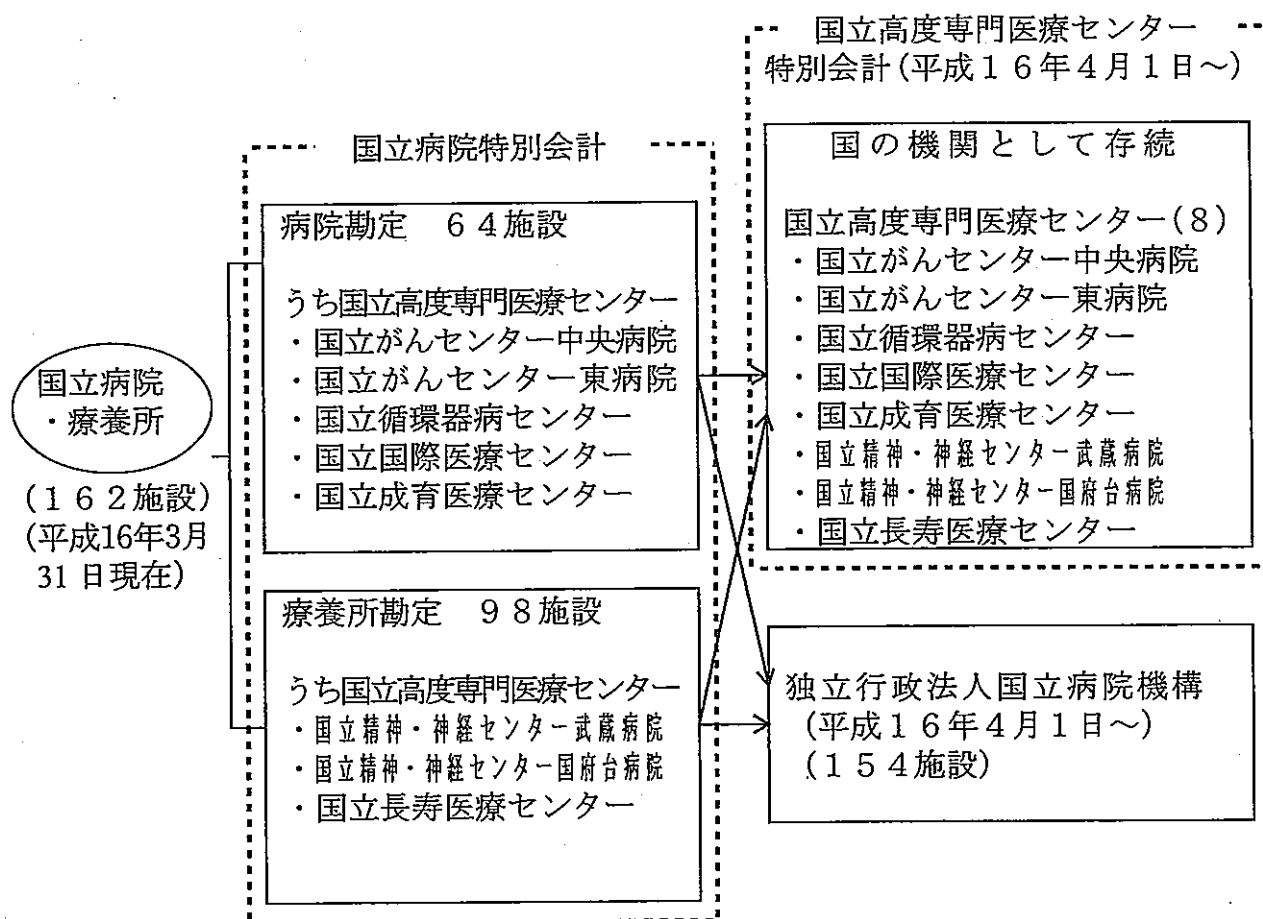 国立病院
・療養所
(162施設)
(平成16年3月
31日現在)
国立病院特別会計
病院勘定 64施設
うち国立高度専門医療センター
・国立がんセンター中央病院
・国立がんセンター東病院
・国立循環器病センター
・国立国際医療センター
・国立成育医療センター
療養所勘定 98施設
うち国立高度専門医療センター
・国立精神・神経センター武蔵病院
・国立精神・神経センター国府台病院
・国立長寿医療センター
国立高度専門医療センター
特別会計(平成16年4月1日~)
国の機関として存続
国立高度専門医療センター(8)
・国立がんセンター中央病院
・国立がんセンター東病院
・国立循環器病センター
・国立国際医療センター
・国立成育医療センター
・国立精神・神経センター武蔵病院
・国立精神・神経センター国府台病院
・国立長寿医療センター
独立行政法人国立病院機構
(平成16年4月1日~)
(154施設)